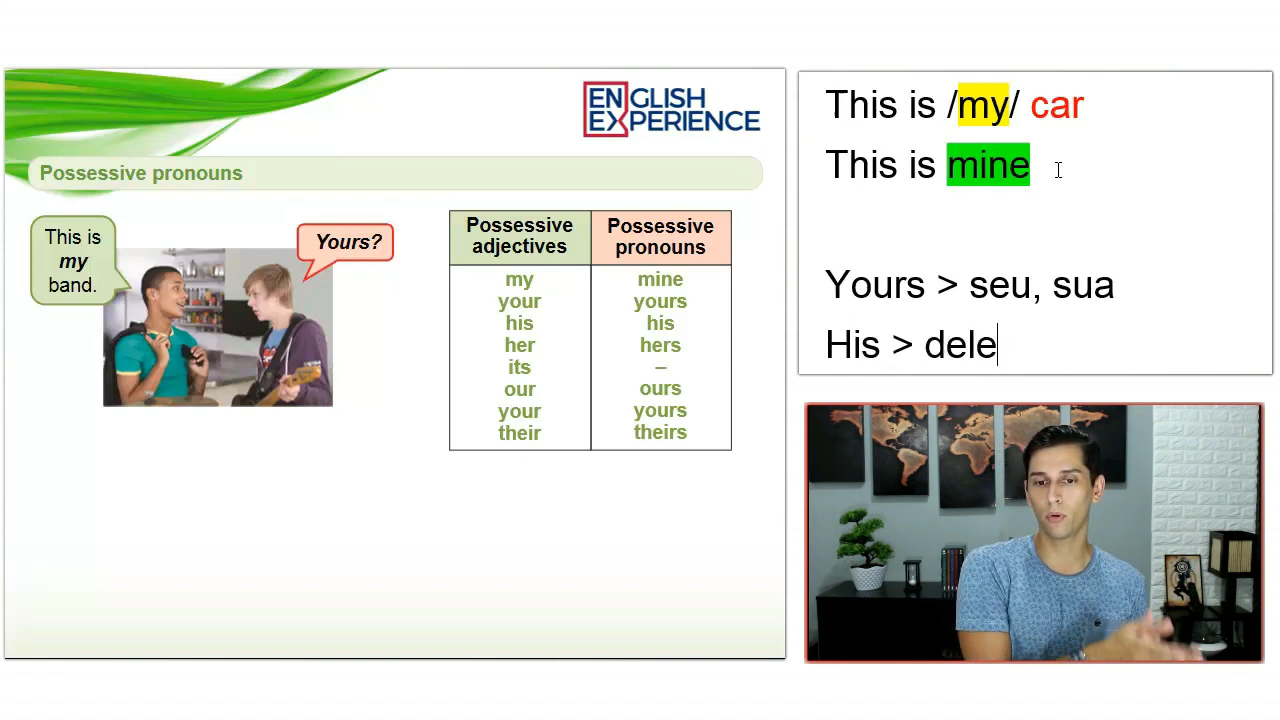 ENGLISH
EXPERIENCE
Possessive pronouns
This is
my
band.
Yours?
Possessive adjectives
Possessive pronouns
my mine
your yours
his his
her hers
its –
our ours
your yours
their theirs
This is /my/ car
This is mine
Yours > seu, sua
His > dele